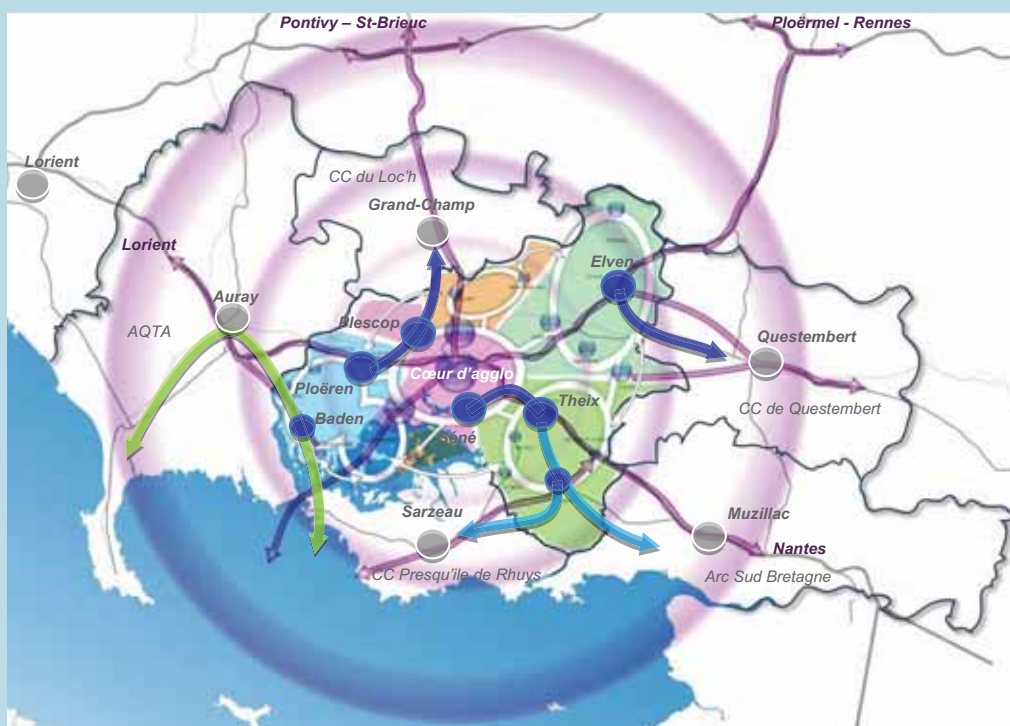 Pontivy – St-Brieuc
Ploërmel - Rennes
Lorient
CC du Loc'h
Grand-Champ
Lorient
Elven
Auray
AQTA
Plescop
Questembert
Ploëren
Cœur d'agglo
Theix
CC de Questembert
Baden
Séné
Sarzeau
Muzillac
Nantes
CC Presqu'ile de Rhuys
Arc Sud Bretagne